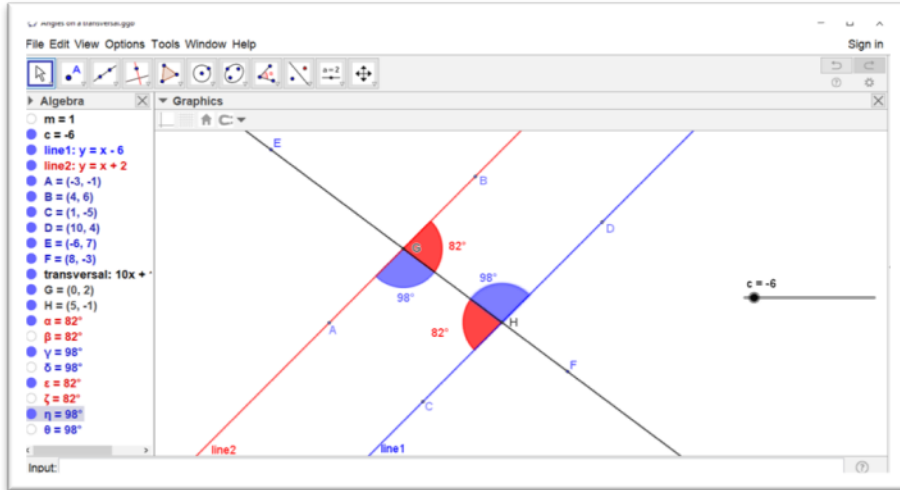 Angles on a transversal.ggb
File Edit View Options Tools Window Help
Sign in
A
a=2
Algebra
Graphics
m = 1
c = -6
line1: y = x - 6
line2: y = x + 2
A = (-3, -1)
B = (4, 6)
C = (1, -5)
D = (10, 4)
E = (-6, 7)
F = (8, -3)
transversal: 10x +
G = (0, 2)
H = (5, -1)
α = 82°
β = 82°
γ = 98°
δ = 98°
ε = 82°
ζ = 82°
η = 98°
θ = 98°
E
B
G
82°
D
98°
98°
c = -6
A
82°
H
F
C
line2
line1
Input: